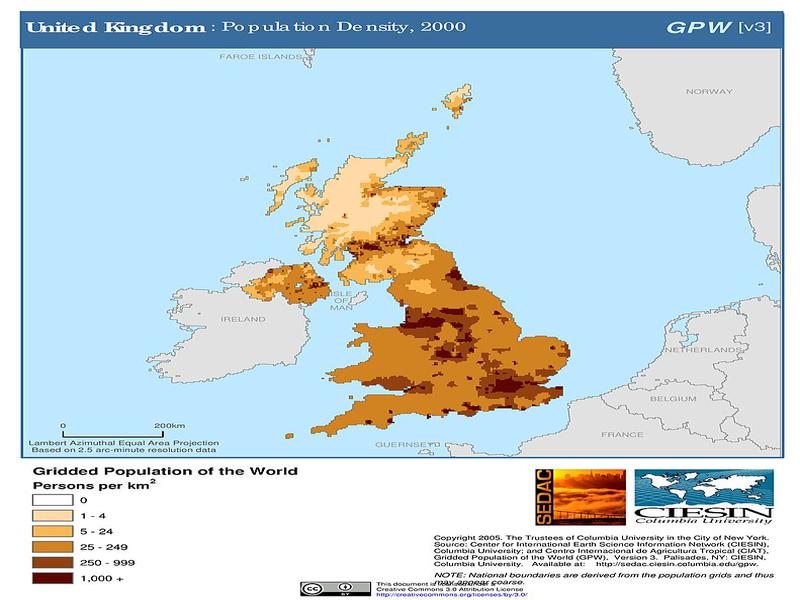 United Kingdom : Population Density, 2000
GPW [v3]
FAROE ISLANDS
NORWAY
ISLE
OF
MAN
IRELAND
NETHERLANDS
BELGIUM
FRANCE
GUERNSEY
0 200km
Lambert Azimuthal Equal Area Projection
Based on 2.5 arc-minute resolution data
Gridded Population of the World
Persons per km2
0
1 - 4
5 - 24
25 - 249
250 - 999
1,000 +
SEDAC
CIESIN
Columbia University
Copyright 2005. The Trustees of Columbia University in the City of New York.
Source: Center for International Earth Science Information Network (CIESIN),
Columbia University; and Centro Internacional de Agricultura Tropical (CIAT),
Gridded Population of the World (GPW), Version 3. Palisades, NY: CIESIN,
Columbia University. Available at: http://sedac.ciesin.columbia.edu/gpw.
NOTE: National boundaries are derived from the population grids and thus
may appear coarse.
cc
BY
This document is licensed under a
Creative Commons 3.0 Attribution License
http://creativecommons.org/licenses/by/3.0/